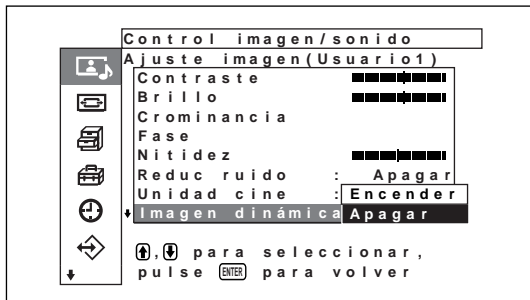 Control imagen/sonido
Ajuste imagen(Usuario1)
Contraste
Brillo
Crominancia
Fase
Nitidez
Reduc ruido : Apagar
Unidad cine : Encender
Imagen dinámica Apagar
, para seleccionar,
pulse ENTER para volver